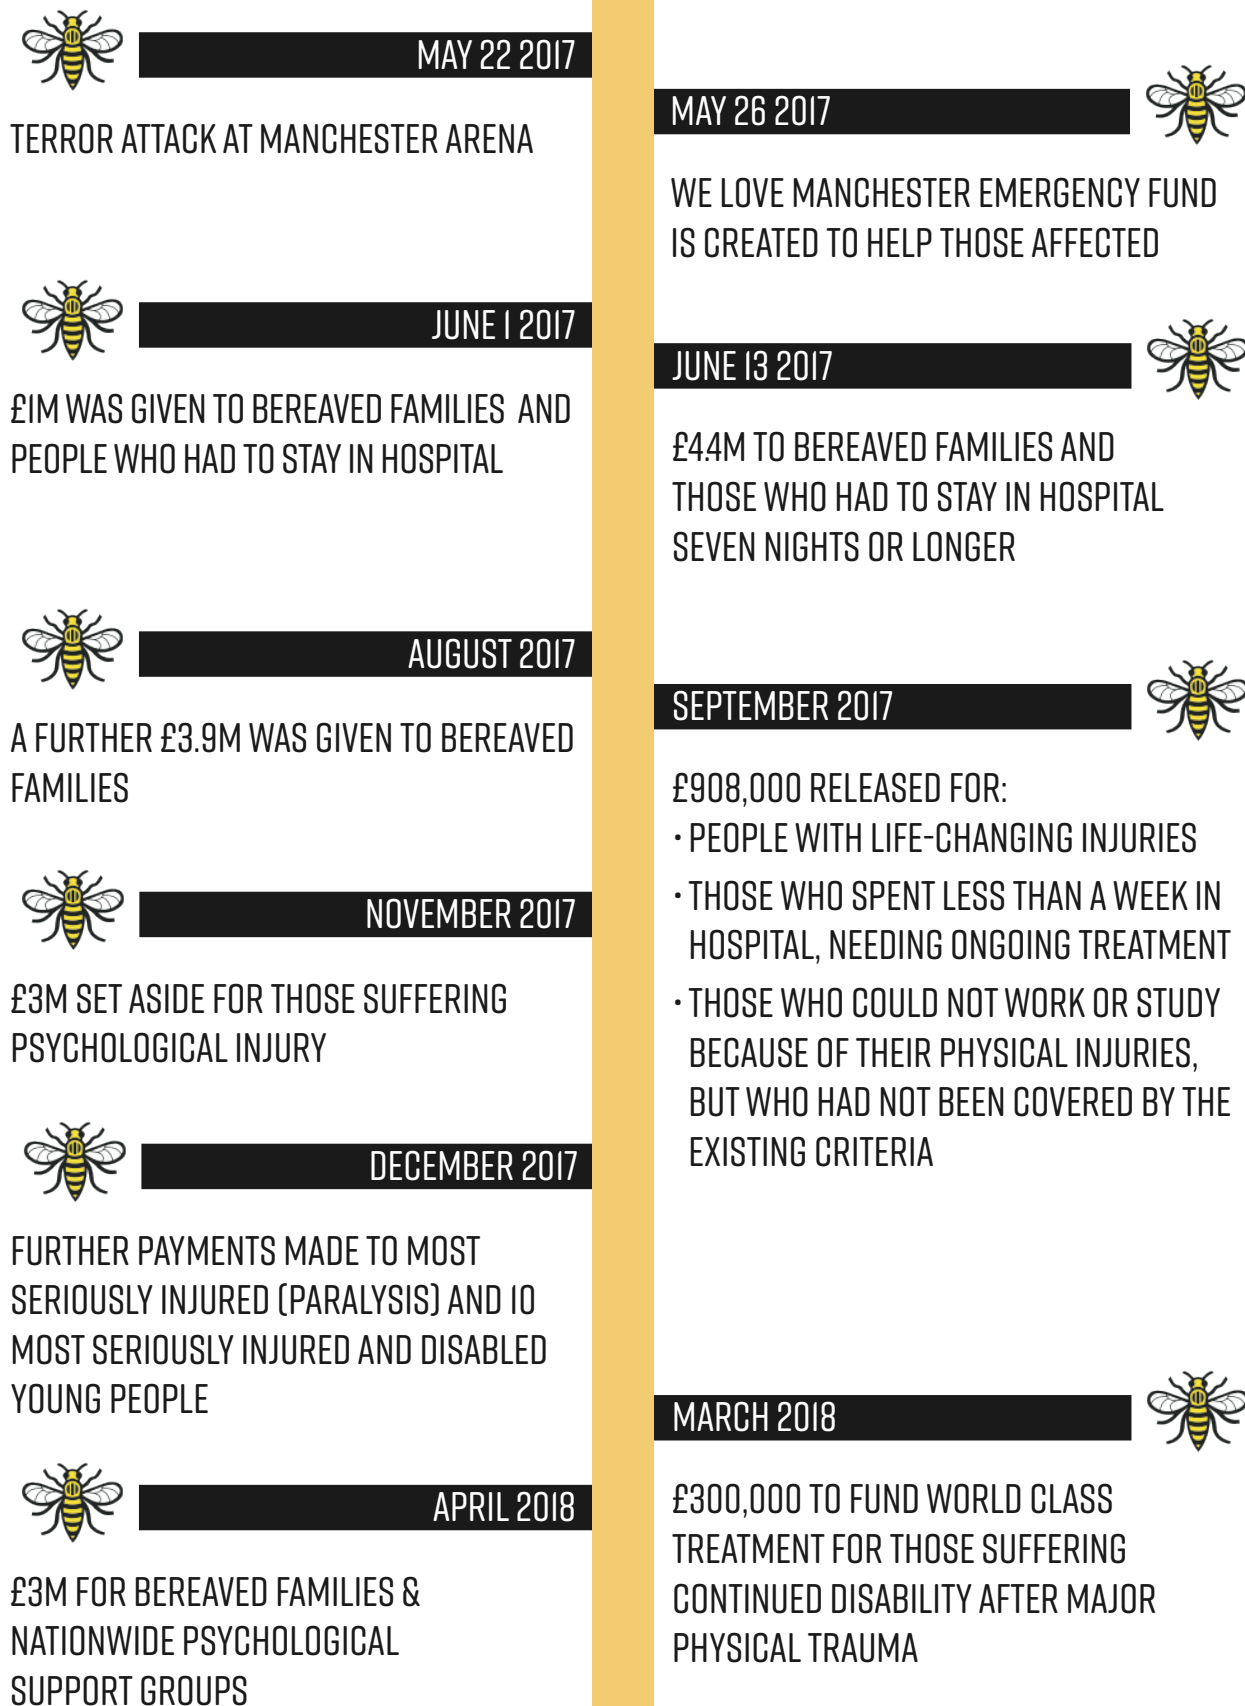 MAY 22 2017
TERROR ATTACK AT MANCHESTER ARENA
MAY 26 2017
WE LOVE MANCHESTER EMERGENCY FUND
IS CREATED TO HELP THOSE AFFECTED
JUNE 1 2017
£1M WAS GIVEN TO BEREAVED FAMILIES AND
PEOPLE WHO HAD TO STAY IN HOSPITAL
JUNE 13 2017
£4.4M TO BEREAVED FAMILIES AND
THOSE WHO HAD TO STAY IN HOSPITAL
SEVEN NIGHTS OR LONGER
AUGUST 2017
A FURTHER £3.9M WAS GIVEN TO BEREAVED
FAMILIES
SEPTEMBER 2017
£908,000 RELEASED FOR:
· PEOPLE WITH LIFE-CHANGING INJURIES
· THOSE WHO SPENT LESS THAN A WEEK IN
HOSPITAL, NEEDING ONGOING TREATMENT
· THOSE WHO COULD NOT WORK OR STUDY
BECAUSE OF THEIR PHYSICAL INJURIES,
BUT WHO HAD NOT BEEN COVERED BY THE
EXISTING CRITERIA
NOVEMBER 2017
£3M SET ASIDE FOR THOSE SUFFERING
PSYCHOLOGICAL INJURY
DECEMBER 2017
FURTHER PAYMENTS MADE TO MOST
SERIOUSLY INJURED (PARALYSIS) AND 10
MOST SERIOUSLY INJURED AND DISABLED
YOUNG PEOPLE
MARCH 2018
£300,000 TO FUND WORLD CLASS
TREATMENT FOR THOSE SUFFERING
CONTINUED DISABILITY AFTER MAJOR
PHYSICAL TRAUMA
APRIL 2018
£3M FOR BEREAVED FAMILIES &
NATIONWIDE PSYCHOLOGICAL
SUPPORT GROUPS